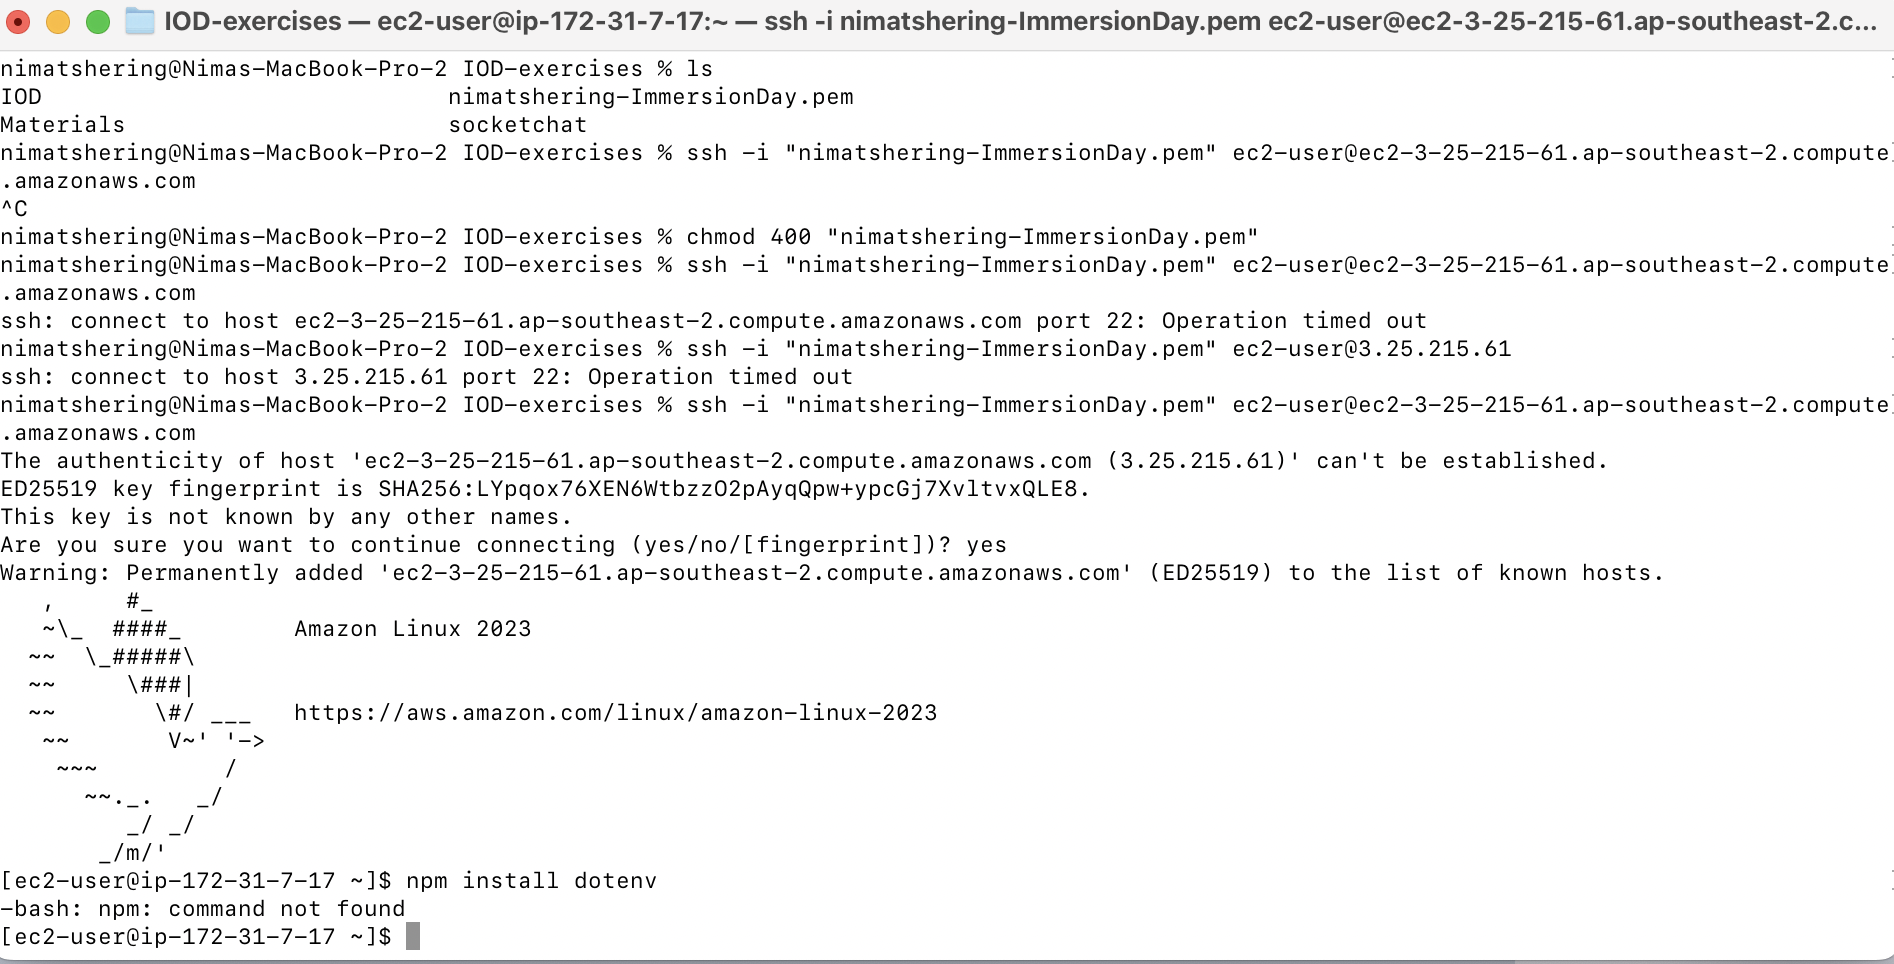 IOD-exercises — ec2-user@ip-172-31-7-17:~ — ssh -i nimatshering-ImmersionDay.pem ec2-user@ec2-3-25-215-61.ap-southeast-2.c...
nimatshering@Nimas-MacBook-Pro-2 IOD-exercises % ls
IOD                             nimatshering-ImmersionDay.pem
Materials                       socketchat
nimatshering@Nimas-MacBook-Pro-2 IOD-exercises % ssh -i "nimatshering-ImmersionDay.pem" ec2-user@ec2-3-25-215-61.ap-southeast-2.compute
.amazonaws.com
^C
nimatshering@Nimas-MacBook-Pro-2 IOD-exercises % chmod 400 "nimatshering-ImmersionDay.pem"
nimatshering@Nimas-MacBook-Pro-2 IOD-exercises % ssh -i "nimatshering-ImmersionDay.pem" ec2-user@ec2-3-25-215-61.ap-southeast-2.compute
.amazonaws.com
ssh: connect to host ec2-3-25-215-61.ap-southeast-2.compute.amazonaws.com port 22: Operation timed out
nimatshering@Nimas-MacBook-Pro-2 IOD-exercises % ssh -i "nimatshering-ImmersionDay.pem" ec2-user@3.25.215.61
ssh: connect to host 3.25.215.61 port 22: Operation timed out
nimatshering@Nimas-MacBook-Pro-2 IOD-exercises % ssh -i "nimatshering-ImmersionDay.pem" ec2-user@ec2-3-25-215-61.ap-southeast-2.compute
.amazonaws.com
The authenticity of host 'ec2-3-25-215-61.ap-southeast-2.compute.amazonaws.com (3.25.215.61)' can't be established.
ED25519 key fingerprint is SHA256:LYpqox76XEN6WtbzzO2pAyqQpw+ypcGj7XvltvxQLE8.
This key is not known by any other names.
Are you sure you want to continue connecting (yes/no/[fingerprint])? yes
Warning: Permanently added 'ec2-3-25-215-61.ap-southeast-2.compute.amazonaws.com' (ED25519) to the list of known hosts.
   ,     #_
   ~\_  ####_        Amazon Linux 2023
  ~~  \_#####\
  ~~     \###|
  ~~       \#/ ___   https://aws.amazon.com/linux/amazon-linux-2023
   ~~       V~' '->
    ~~~         /
      ~~._.   _/
         _/ _/
       _/m/'
[ec2-user@ip-172-31-7-17 ~]$ npm install dotenv
-bash: npm: command not found
[ec2-user@ip-172-31-7-17 ~]$